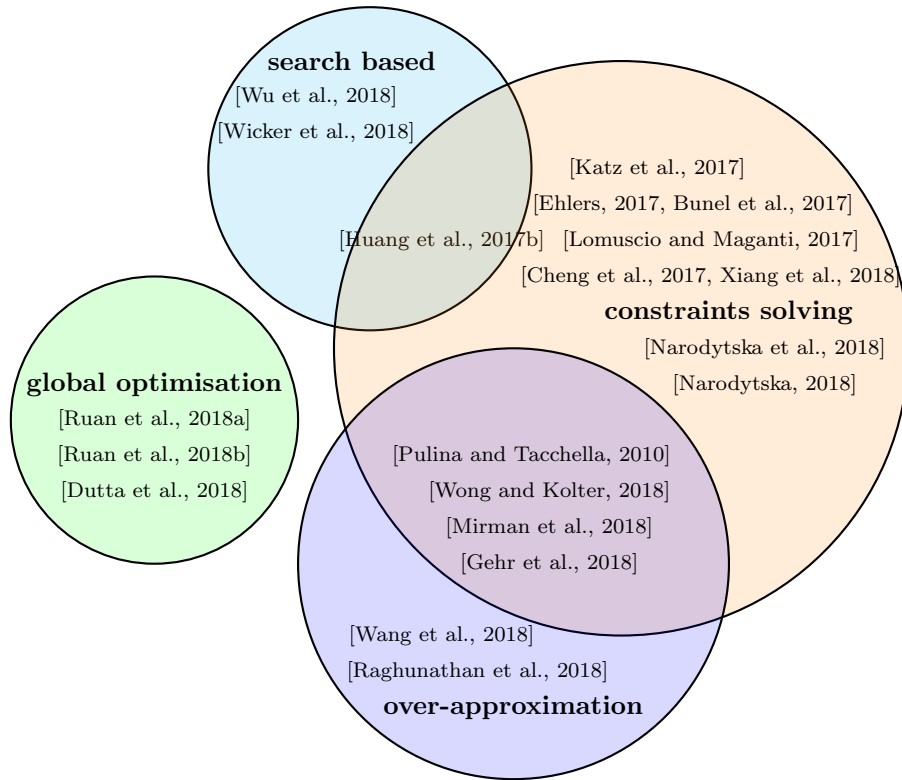 search based
[Wu et al., 2018]
[Wicker et al., 2018]
[Katz et al., 2017]
[Ehlers, 2017, Bunel et al., 2017]
[Huang et al., 2017b]
[Lomuscio and Maganti, 2017]
[Cheng et al., 2017, Xiang et al., 2018]
constraints solving
[Narodytska et al., 2018]
[Narodytska, 2018]
global optimisation
[Ruan et al., 2018a]
[Ruan et al., 2018b]
[Dutta et al., 2018]
[Pulina and Tacchella, 2010]
[Wong and Kolter, 2018]
[Mirman et al., 2018]
[Gehr et al., 2018]
[Wang et al., 2018]
[Raghunathan et al., 2018]
over-approximation